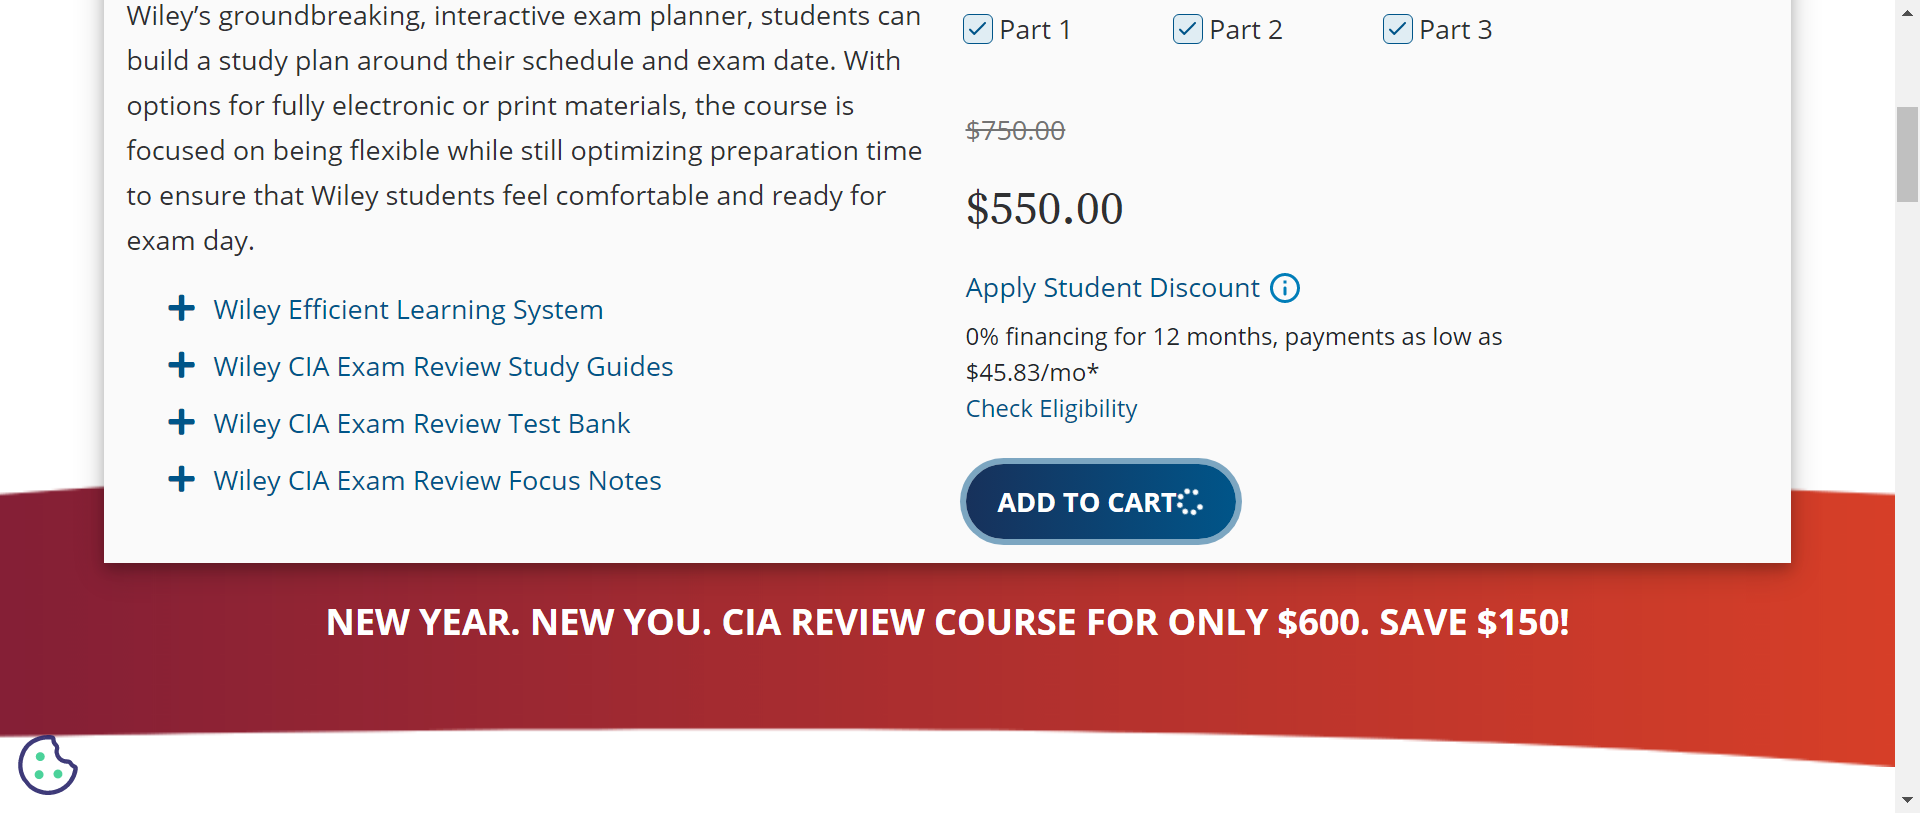 Wiley’s groundbreaking, interactive exam planner, students can
build a study plan around their schedule and exam date. With
options for fully electronic or print materials, the course is
focused on being flexible while still optimizing preparation time
to ensure that Wiley students feel comfortable and ready for
exam day.
Wiley Efficient Learning System
Wiley CIA Exam Review Study Guides
Wiley CIA Exam Review Test Bank
Wiley CIA Exam Review Focus Notes
Part 1 Part 2 Part 3
$750.00
$550.00
Apply Student Discount
0% financing for 12 months, payments as low as
$45.83/mo*
Check Eligibility
ADD TO CART
NEW YEAR. NEW YOU. CIA REVIEW COURSE FOR ONLY $600. SAVE $150!